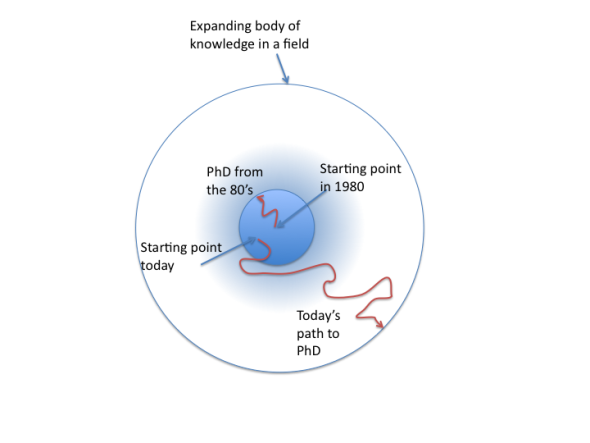 Expanding body of
knowledge in a field
PhD from
the 80's
Starting point
in 1980
Starting point
today
Today's
path to
PhD